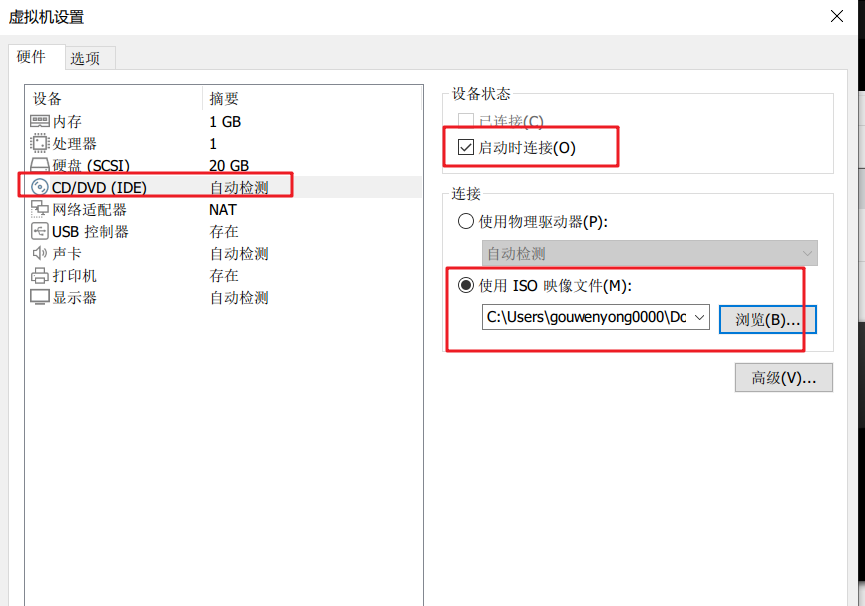 虚拟机设置
硬件 选项
设备 摘要
内存 1 GB
处理器 1
硬盘 (SCSI) 20 GB
CD/DVD (IDE) 自动检测
网络适配器 NAT
USB 控制器 存在
声卡 自动检测
打印机 存在
显示器 自动检测
设备状态
已连接(C)
启动时连接(O)
连接
使用物理驱动器(P):
自动检测
使用 ISO 映像文件(M):
C:\Users\gouwenyong0000\Dc 浏览(B)...
高级(V)...